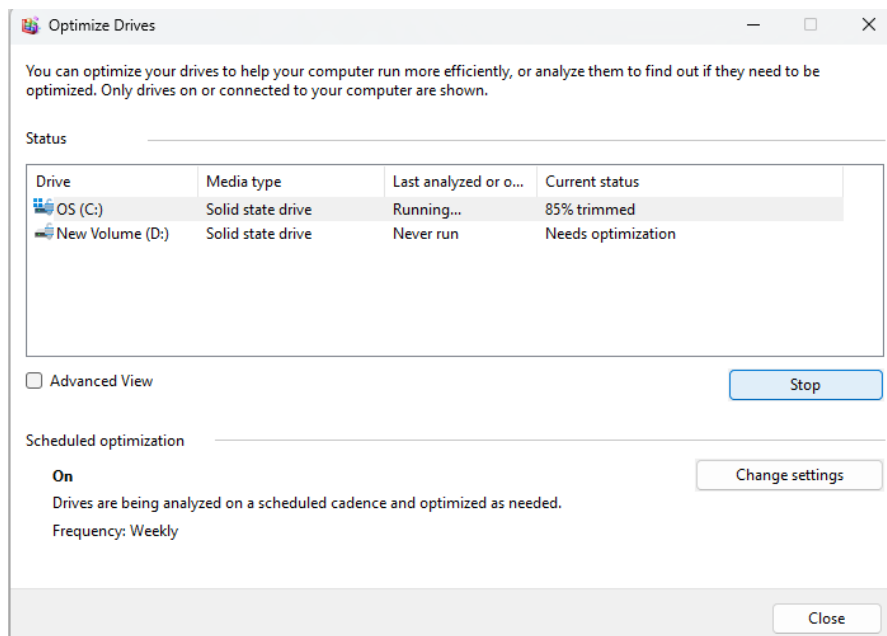 Optimize Drives
You can optimize your drives to help your computer run more efficiently, or analyze them to find out if they need to be
optimized. Only drives on or connected to your computer are shown.
Status
Drive Media type Last analyzed or o... Current status
OS (C:) Solid state drive Running... 85% trimmed
New Volume (D:) Solid state drive Never run Needs optimization
Advanced View
Stop
Scheduled optimization
On
Change settings
Drives are being analyzed on a scheduled cadence and optimized as needed.
Frequency: Weekly
Close